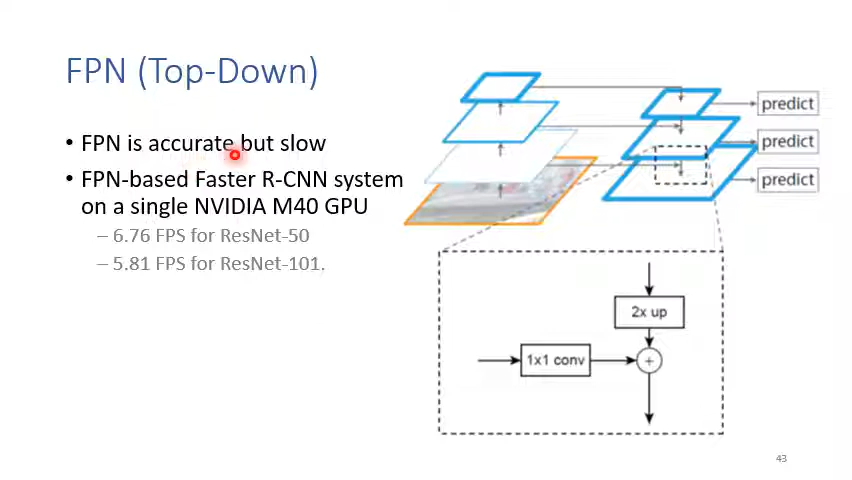 FPN (Top-Down)
• FPN is accurate but slow
• FPN-based Faster R-CNN system
on a single NVIDIA M40 GPU
– 6.76 FPS for ResNet-50
– 5.81 FPS for ResNet-101.
predict
predict
predict
2x up
1x1 conv
+
43